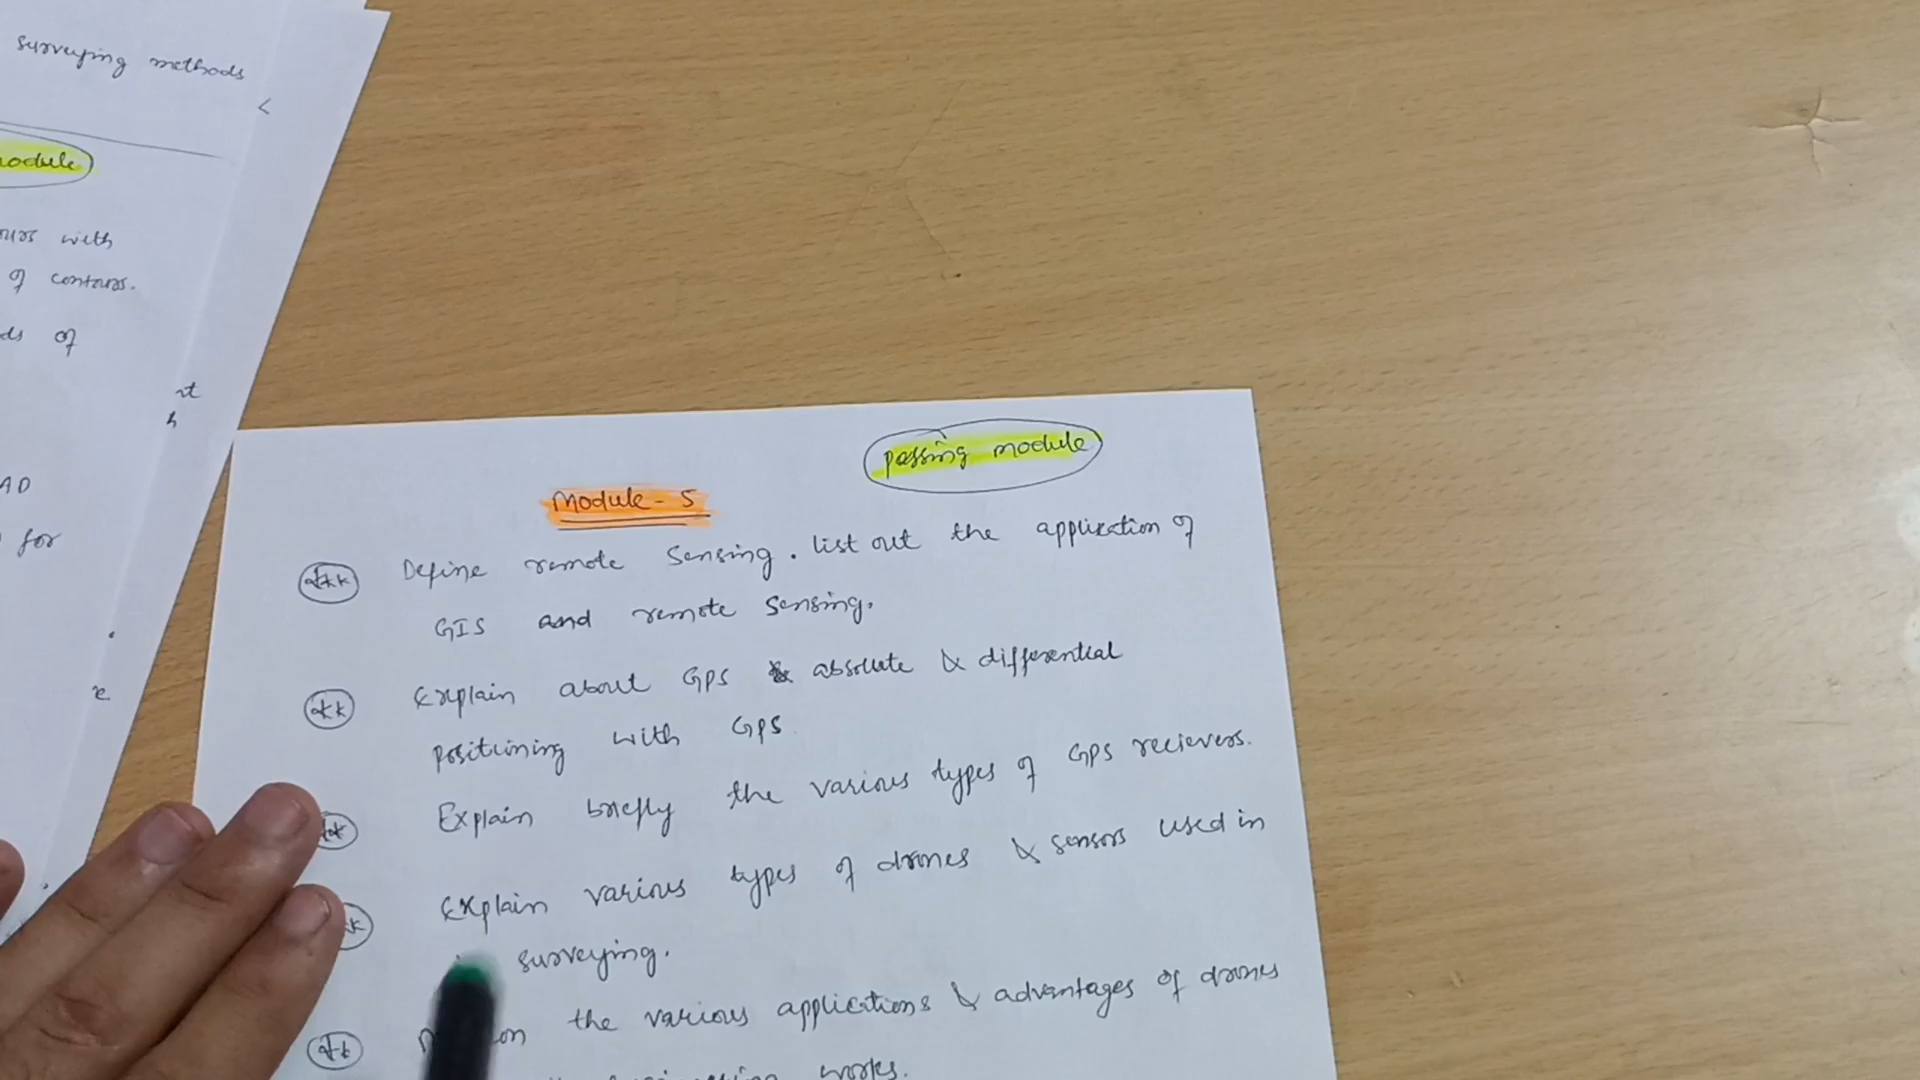 surveying methods
with
of contours.
of
for
passing module
Module - 5
Define remote sensing. list out the application of
GIS and remote sensing.
Explain about GPS & absolute & differential
positioning with GPS.
Explain briefly the various types of GPS recievers.
Explain various types of drones & sensors used in
surveying.
the various applications & advantages of drones
works.